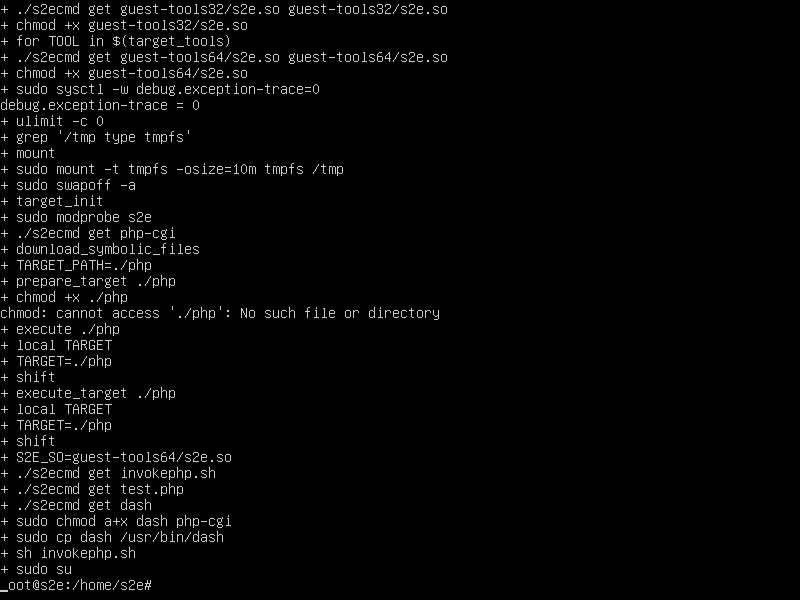 + ./s2ecmd get guest-tools32/s2e.so guest-tools32/s2e.so
+ chmod +x guest-tools32/s2e.so
+ for TOOL in $(target_tools)
+ ./s2ecmd get guest-tools64/s2e.so guest-tools64/s2e.so
+ chmod +x guest-tools64/s2e.so
+ sudo sysctl -w debug.exception-trace=0
debug.exception-trace = 0
+ ulimit -c 0
+ grep '/tmp type tmpfs'
+ mount
+ sudo mount -t tmpfs -osize=10m tmpfs /tmp
+ sudo swapoff -a
+ target_init
+ sudo modprobe s2e
+ ./s2ecmd get php-cgi
+ download_symbolic_files
+ TARGET_PATH=./php
+ prepare_target ./php
+ chmod +x ./php
chmod: cannot access './php': No such file or directory
+ execute ./php
+ local TARGET
+ TARGET=./php
+ shift
+ execute_target ./php
+ local TARGET
+ TARGET=./php
+ shift
+ S2E_SO=guest-tools64/s2e.so
+ ./s2ecmd get invokephp.sh
+ ./s2ecmd get test.php
+ ./s2ecmd get dash
+ sudo chmod a+x dash php-cgi
+ sudo cp dash /usr/bin/dash
+ sh invokephp.sh
+ sudo su
_oot@s2e:/home/s2e#